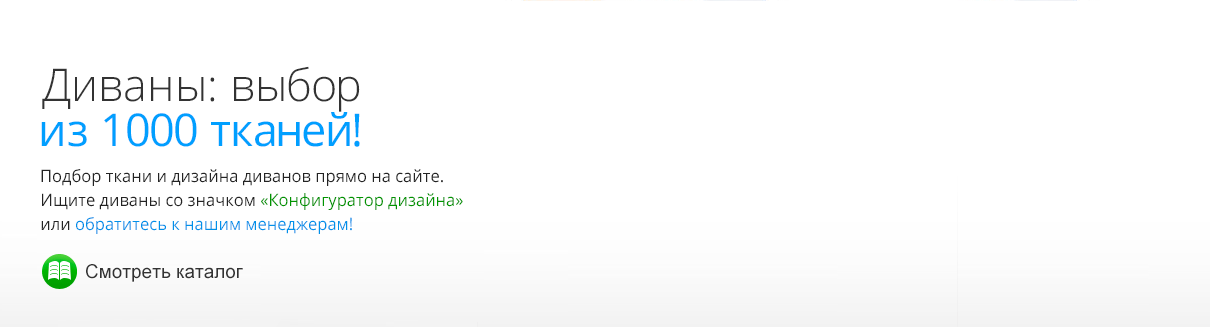 Диваны: выбор
из 1000 тканей!
Подбор ткани и дизайна диванов прямо на сайте.
Ищите диваны со значком «Конфигуратор дизайна»
или обратитесь к нашим менеджерам!
Смотреть каталог